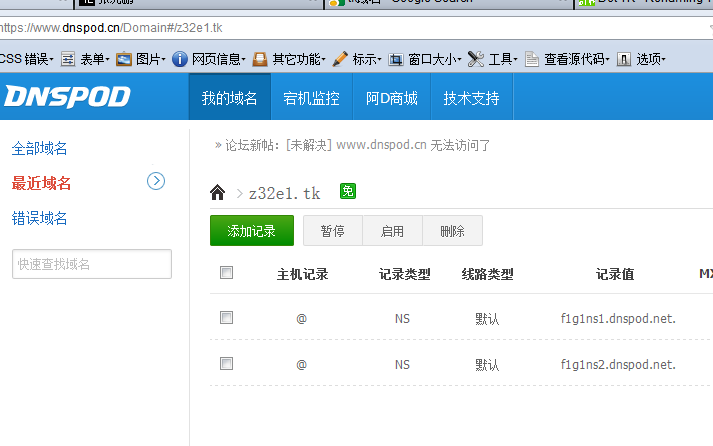 Google Search
Dot TK - Renaming
https://www.dnspod.cn/Domain#/z32e1.tk
CSS 错误 表单 图片 网页信息 其它功能 标示 窗口大小 工具 查看源代码 选项
DNSPOD 我的域名 宕机监控 阿D商城 技术支持
全部域名
» 论坛新帖：[未解决] www.dnspod.cn 无法访问了
最近域名
z32e1.tk 免
错误域名
添加记录 暂停 启用 删除
快速查找域名
主机记录 记录类型 线路类型 记录值 MX
@ NS 默认 f1g1ns1.dnspod.net.
@ NS 默认 f1g1ns2.dnspod.net.